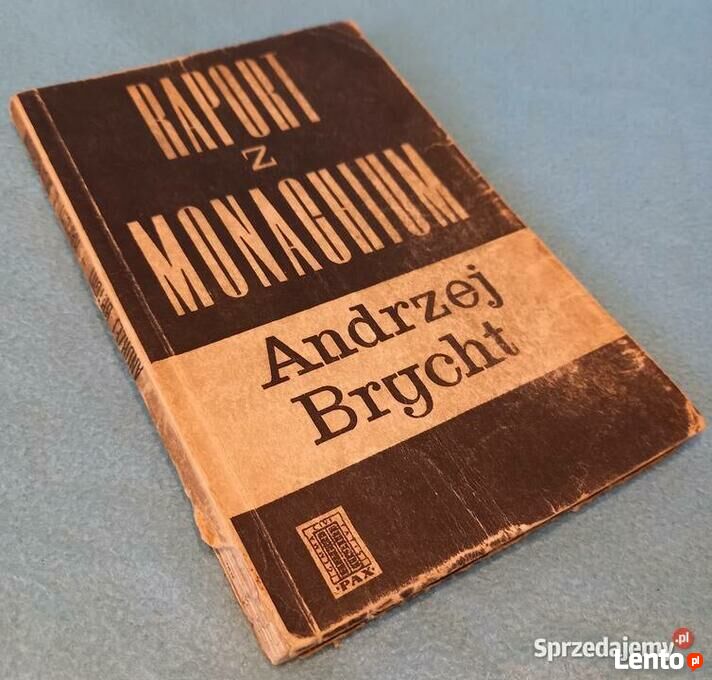 RAPORT
Z
MONACHIUM
Andrzej
Brycht
PAX
Sprzedajemy.pl
Lento.pl